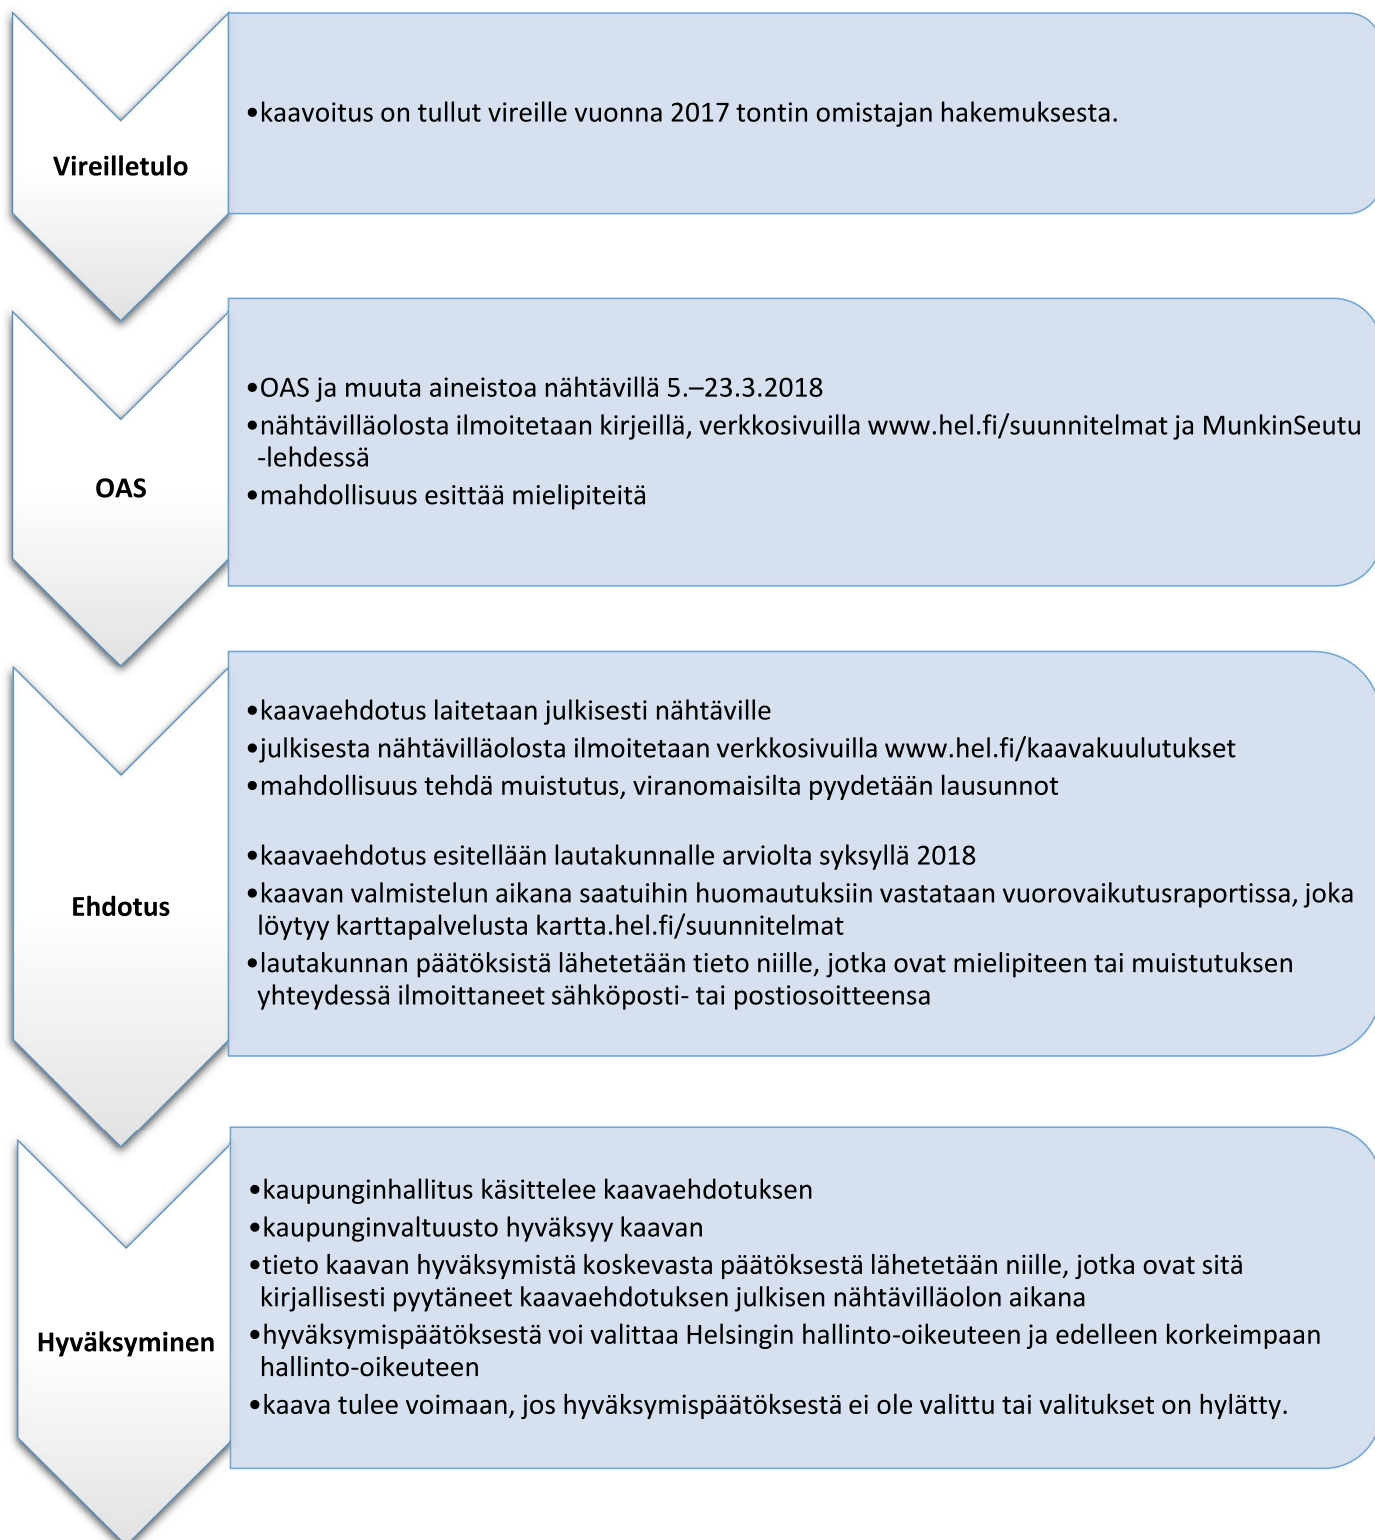 Vireilletulo
•kaavoitus on tullut vireille vuonna 2017 tontin omistajan hakemuksesta.
OAS
•OAS ja muuta aineistoa nähtävillä 5.–23.3.2018
•nähtävilläolosta ilmoitetaan kirjeillä, verkkosivuilla www.hel.fi/suunnitelmat ja MunkinSeutu
-lehdessä
•mahdollisuus esittää mielipiteitä
Ehdotus
•kaavaehdotus laitetaan julkisesti nähtäville
•julkisesta nähtävilläolosta ilmoitetaan verkkosivuilla www.hel.fi/kaavakuulutukset
•mahdollisuus tehdä muistutus, viranomaisilta pyydetään lausunnot
•kaavaehdotus esitellään lautakunnalle arviolta syksyllä 2018
•kaavan valmistelun aikana saatuihin huomautuksiin vastataan vuorovaikutusraportissa, joka
löytyy karttapalvelusta kartta.hel.fi/suunnitelmat
•lautakunnan päätöksistä lähetetään tieto niille, jotka ovat mielipiteen tai muistutuksen
yhteydessä ilmoittaneet sähköposti- tai postiosoitteensa
Hyväksyminen
•kaupunginhallitus käsittelee kaavaehdotuksen
•kaupunginvaltuusto hyväksyy kaavan
•tieto kaavan hyväksymistä koskevasta päätöksestä lähetetään niille, jotka ovat sitä
kirjallisesti pyytäneet kaavaehdotuksen julkisen nähtävilläolon aikana
•hyväksymispäätöksestä voi valittaa Helsingin hallinto-oikeuteen ja edelleen korkeimpaan
hallinto-oikeuteen
•kaava tulee voimaan, jos hyväksymispäätöksestä ei ole valittu tai valitukset on hylätty.